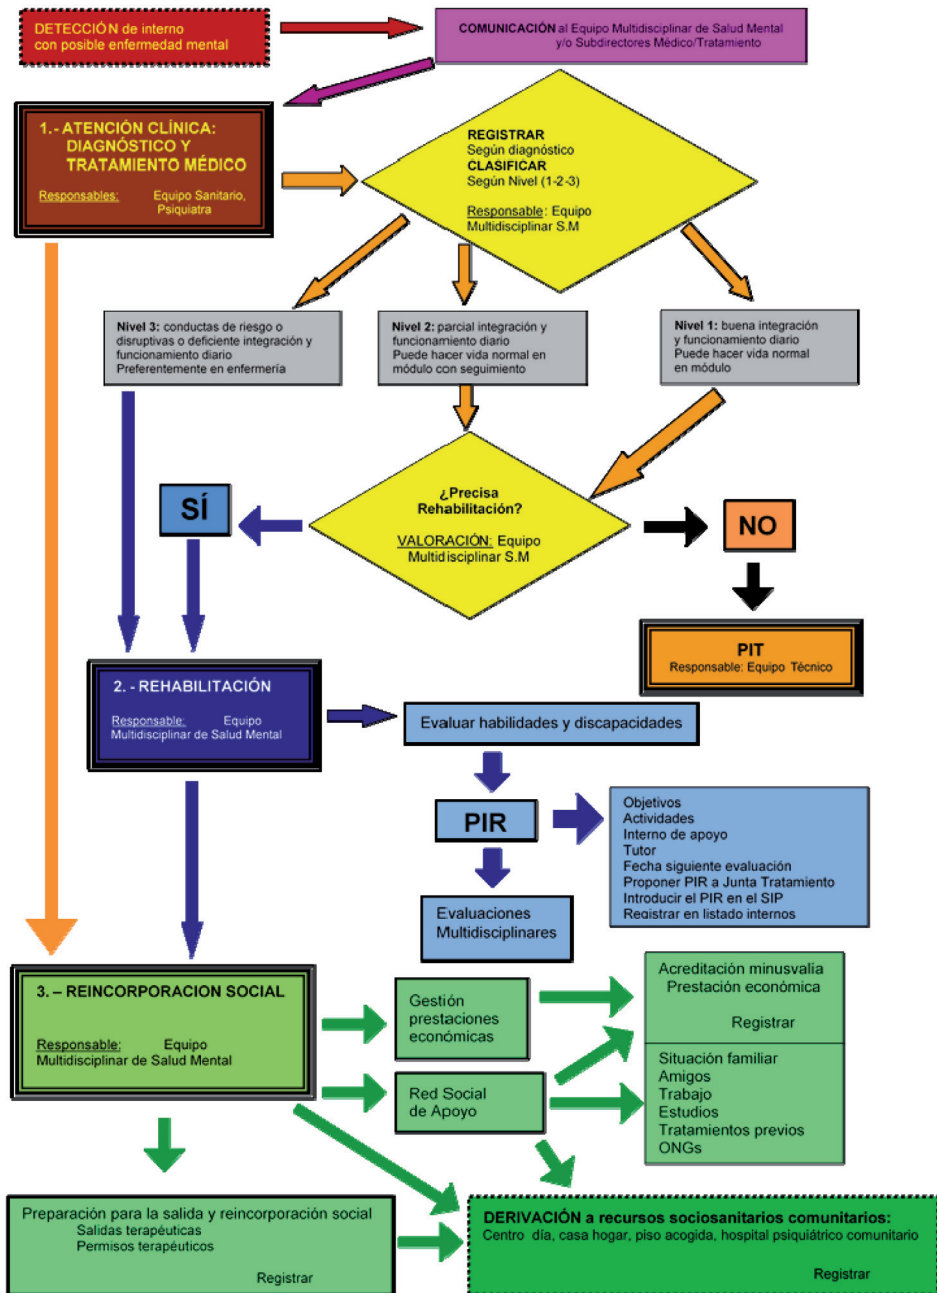 DETECCIÓN de interno
con posible enfermedad mental
COMUNICACIÓN al Equipo Multidisciplinar de Salud Mental
y/o Subdirectores Médico/Tratamiento
1.- ATENCIÓN CLÍNICA:
DIAGNÓSTICO Y
TRATAMIENTO MÉDICO
Responsables: Equipo Sanitario,
Psiquiatra
REGISTRAR
Según diagnóstico
CLASIFICAR
Según Nivel (1-2-3)
Responsable: Equipo
Multidisciplinar S.M
Nivel 3: conductas de riesgo o
disruptivas o deficiente integración y
funcionamiento diario
Preferentemente en enfermería
Nivel 2: parcial integración y
funcionamiento diario
Puede hacer vida normal en
módulo con seguimiento
Nivel 1: buena integración
y funcionamiento diario
Puede hacer vida normal
en módulo
¿Precisa
Rehabilitación?
VALORACIÓN: Equipo
Multidisciplinar S.M
SÍ
NO
PIT
Responsable: Equipo Técnico
2. - REHABILITACIÓN
Responsable: Equipo
Multidisciplinar de Salud Mental
Evaluar habilidades y discapacidades
PIR
Objetivos
Actividades
Interno de apoyo
Tutor
Fecha siguiente evaluación
Proponer PIR a Junta Tratamiento
Introducir el PIR en el SIP
Registrar en listado internos
Evaluaciones
Multidisciplinares
3. – REINCORPORACION SOCIAL
Responsable: Equipo
Multidisciplinar de Salud Mental
Gestión
prestaciones
económicas
Acreditación minusvalía
Prestación económica
Registrar
Red Social
de Apoyo
Situación familiar
Amigos
Trabajo
Estudios
Tratamientos previos
ONGs
Preparación para la salida y reincorporación social
Salidas terapéuticas
Permisos terapéuticos
Registrar
DERIVACIÓN a recursos sociosanitarios comunitarios:
Centro día, casa hogar, piso acogida, hospital psiquiátrico comunitario
Registrar